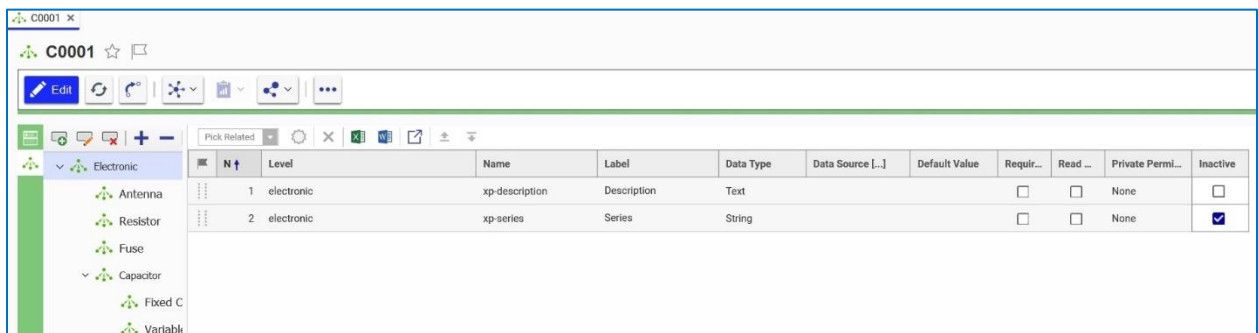 C0001 ×
C0001
Edit
Pick Related
Electronic
Antenna
Resistor
Fuse
Capacitor
Fixed C
Variable
N Level Name Label Data Type Data Source [...] Default Value Requir... Read ... Private Permi... Inactive
1 electronic xp-description Description Text None
2 electronic xp-series Series String None